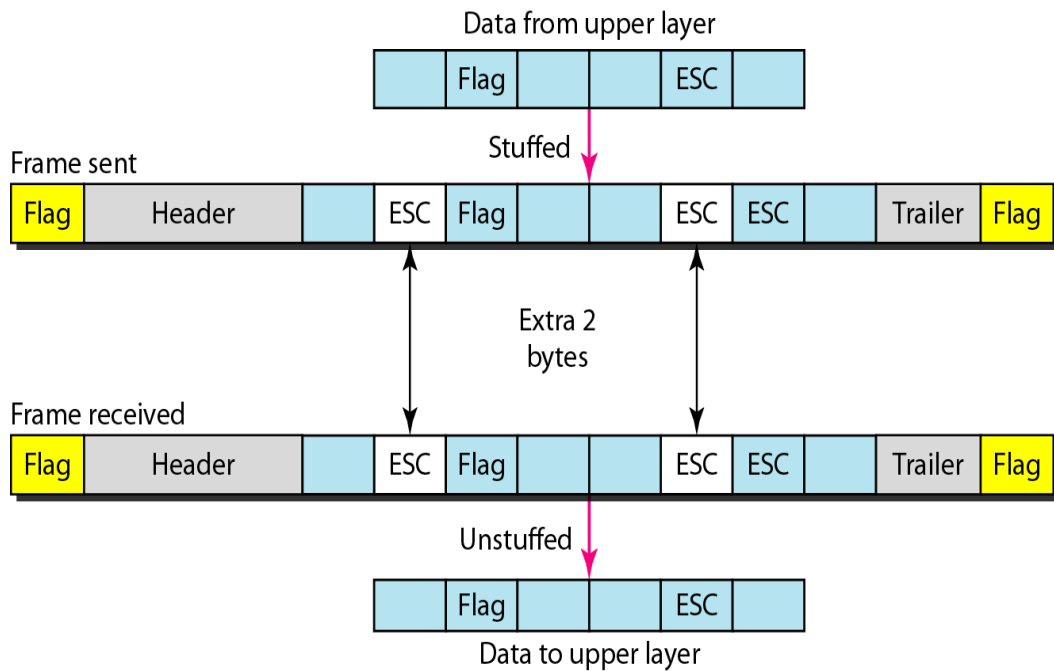 Data from upper layer
Flag ESC
Stuffed
Frame sent
Flag Header ESC Flag ESC ESC Trailer Flag
Extra 2
bytes
Frame received
Flag Header ESC Flag ESC ESC Trailer Flag
Unstuffed
Flag ESC
Data to upper layer